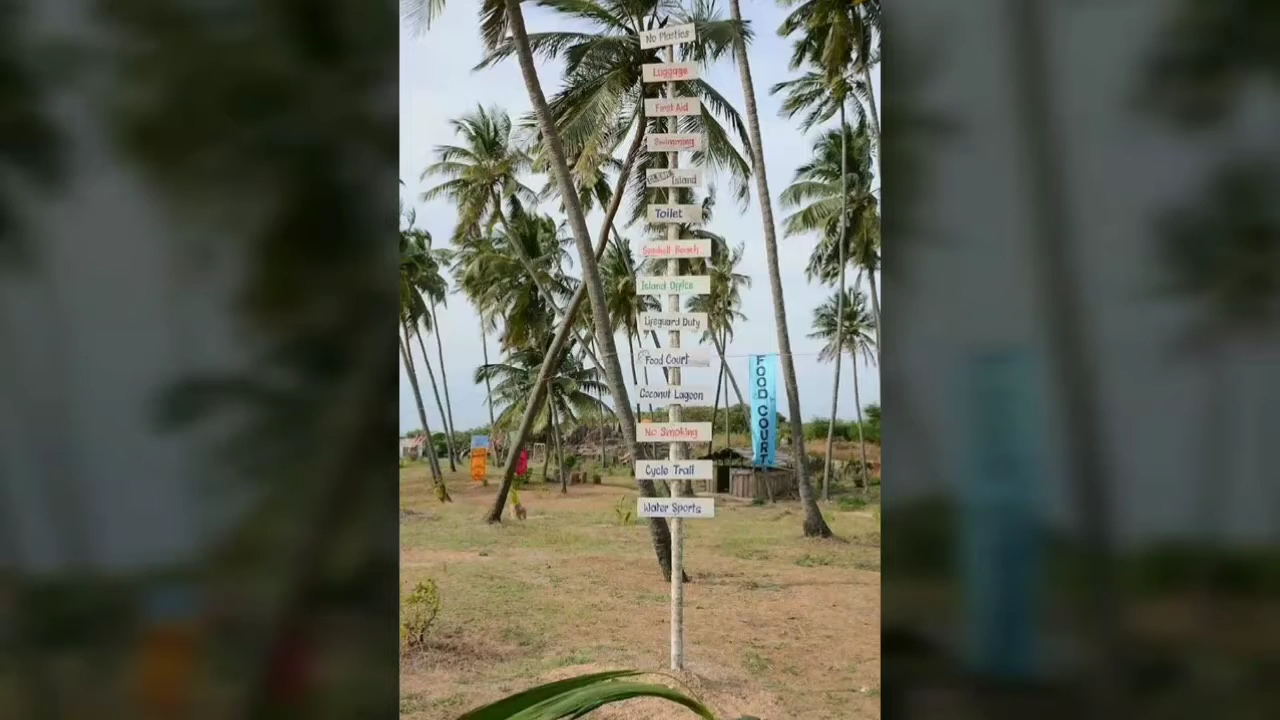 No Plastics
Luggage
First Aid
Swimming
Island
Toilet
Seashell Beach
Island Office
Lifeguard Duty
Food Court
Coconut Lagoon
No Smoking
Cycle Trail
Water Sports
FOOD COURT